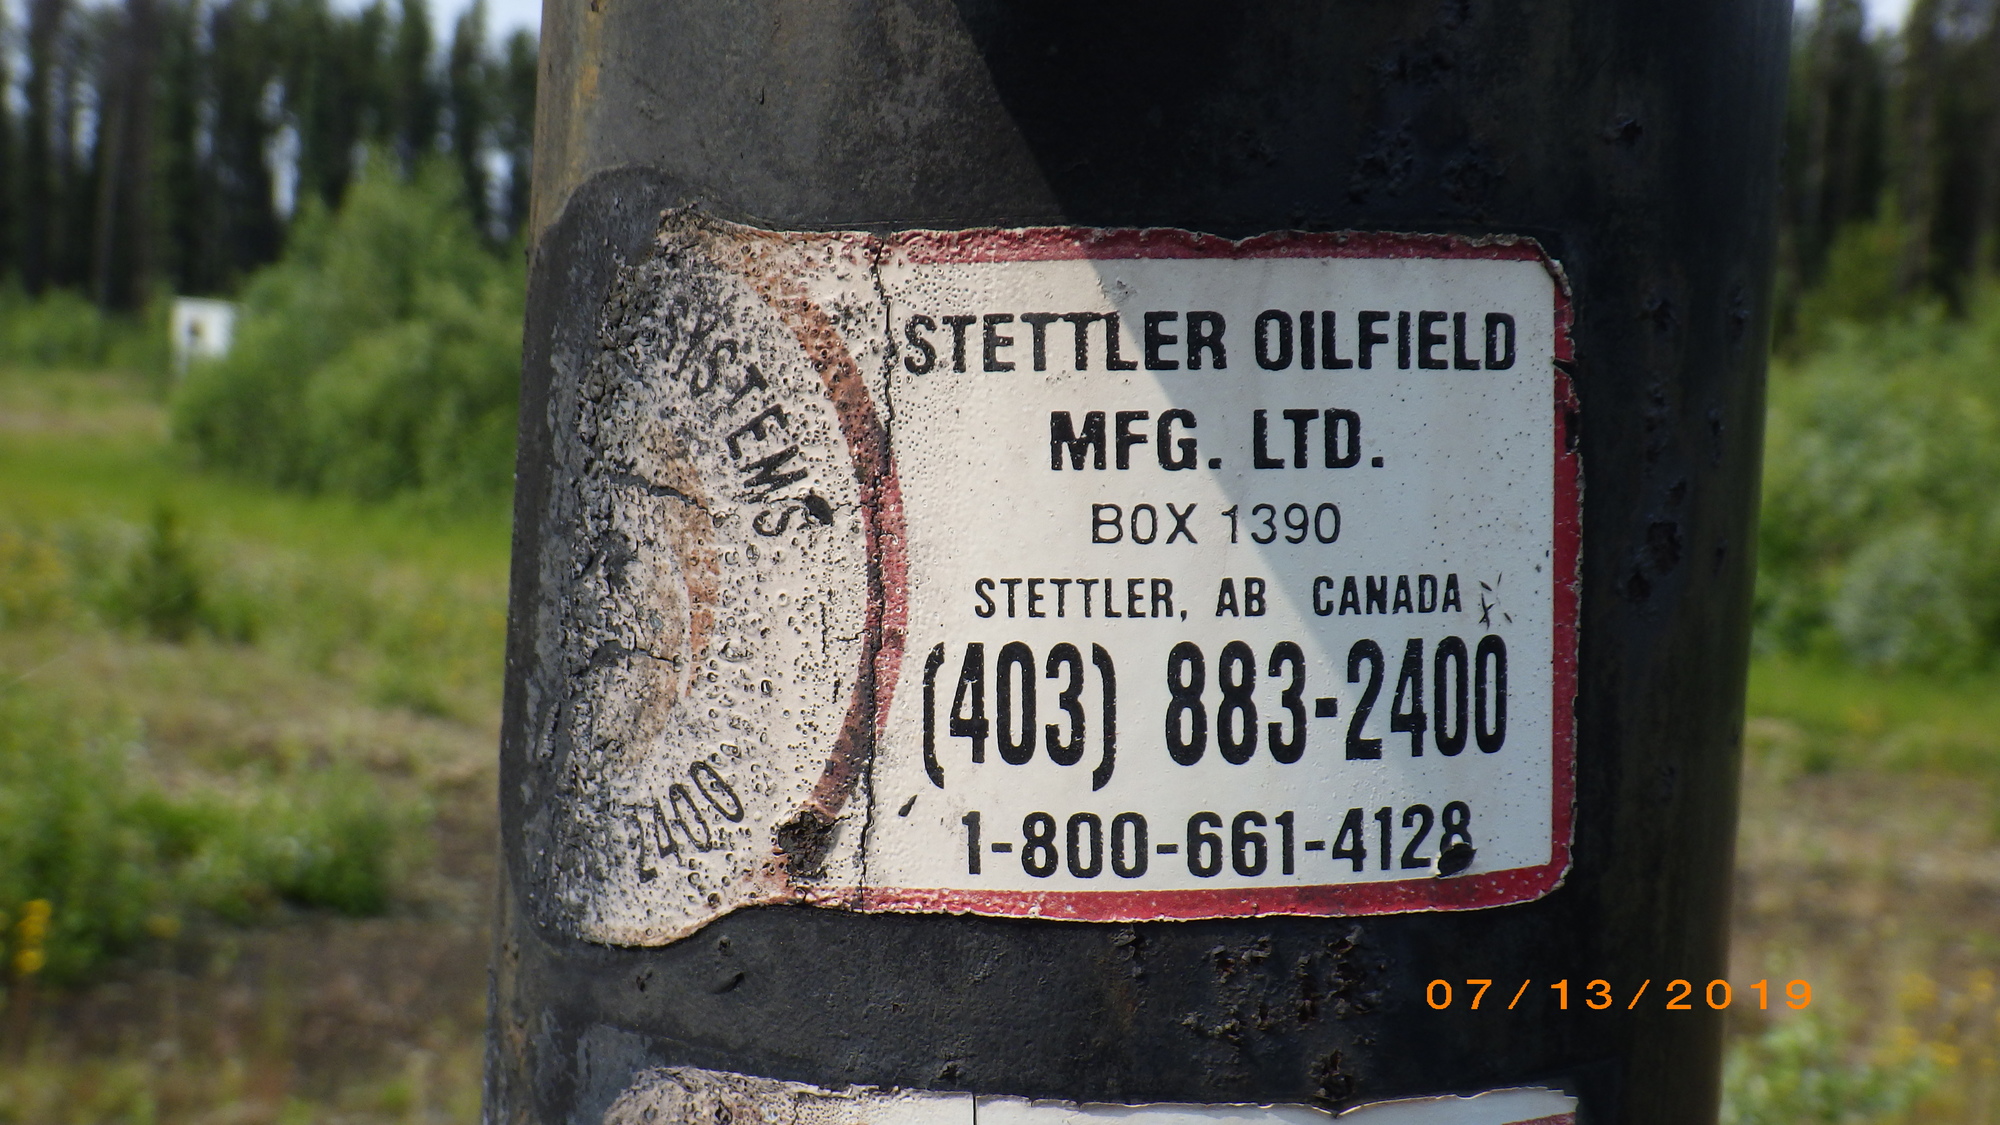 SYSTEMS
2400
STETTLER OILFIELD
MFG. LTD.
BOX 1390
STETTLER, AB CANADA
(403) 883-2400
1-800-661-4128
07/13/2019